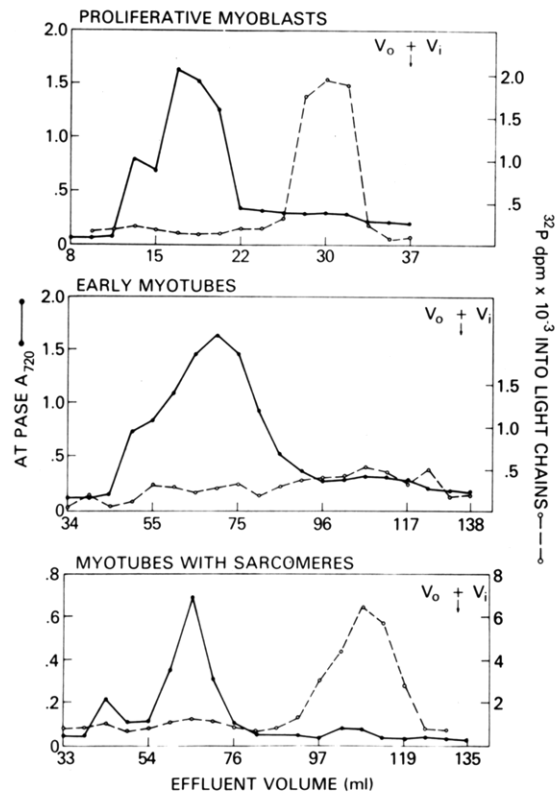 PROLIFERATIVE MYOBLASTS
2.0
1.5
1.0
.5
0
V₀ + Vᵢ
2.0
1.5
1.0
.5
8 15 22 30 37
EARLY MYOTUBES
2.0
1.5
1.0
.5
0
V₀ + Vᵢ
1.5
1.0
.5
34 55 75 96 117 138
MYOTUBES WITH SARCOMERES
.8
.6
.4
.2
0
V₀ + Vᵢ
8
6
4
2
33 54 76 97 119 135
EFFLUENT VOLUME (ml)
AT PASE A₇₂₀
³²P dpm x 10⁻³ INTO LIGHT CHAINS